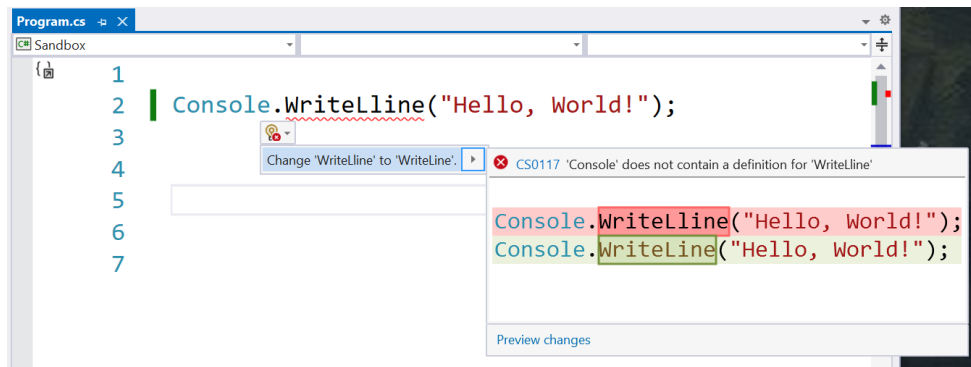 Program.cs
C# Sandbox
1
2 Console.WriteLline("Hello, World!");
3
Change 'WriteLline' to 'WriteLine'.
4
CS0117 'Console' does not contain a definition for 'WriteLline'
5
Console.WriteLline("Hello, World!");
6
Console.WriteLine("Hello, World!");
7
Preview changes